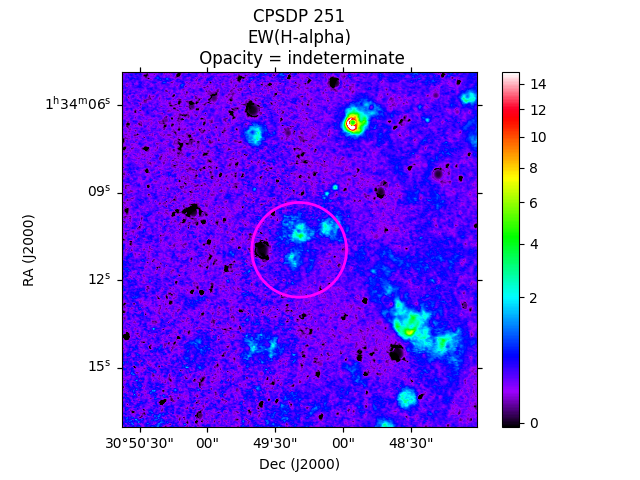 CPSDP 251
EW(H-alpha)
Opacity = indeterminate
1ʰ34ᵐ06ˢ
09ˢ
12ˢ
15ˢ
RA (J2000)
30°50'30" 00" 49'30" 00" 48'30"
Dec (J2000)
14
12
10
8
6
4
2
0